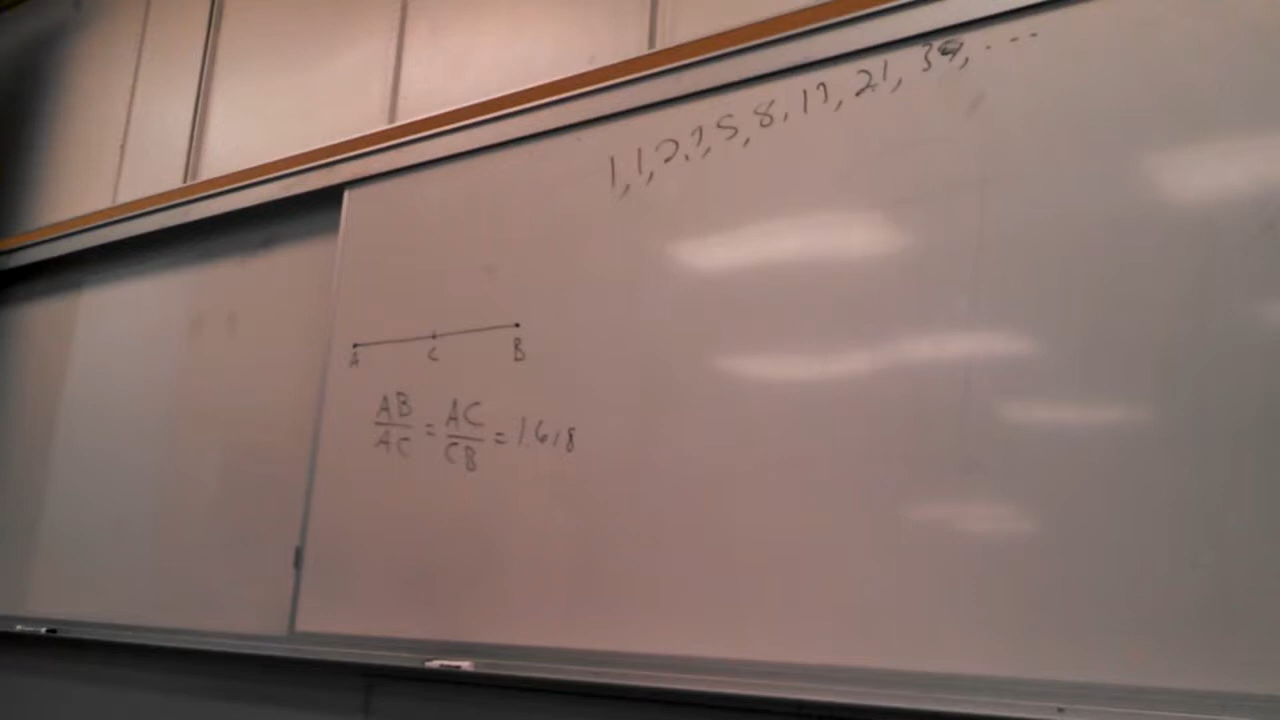 1, 1, 2, 3, 5, 8, 13, 21, 34, ...
A C B
AB/AC = AC/CB = 1.618